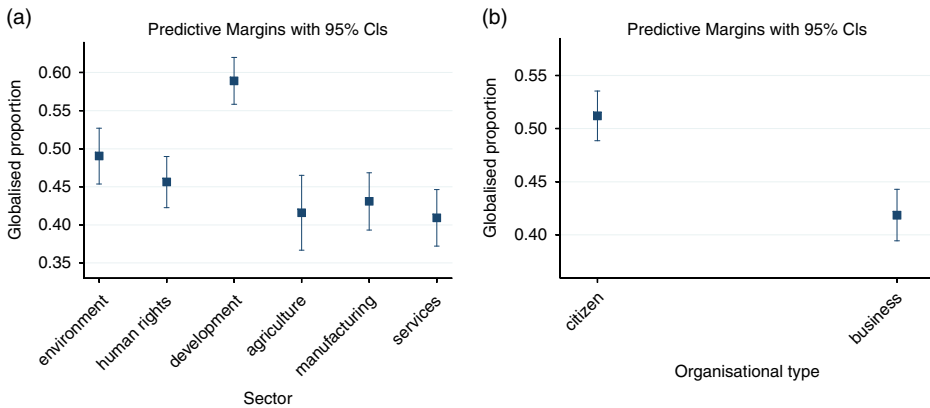 (a)
Predictive Margins with 95% CIs
Globalised proportion
0.60
0.55
0.50
0.45
0.40
0.35
environment
human rights
development
agriculture
manufacturing
services
Sector
(b)
Predictive Margins with 95% CIs
Globalised proportion
0.55
0.50
0.45
0.40
citizen
business
Organisational type